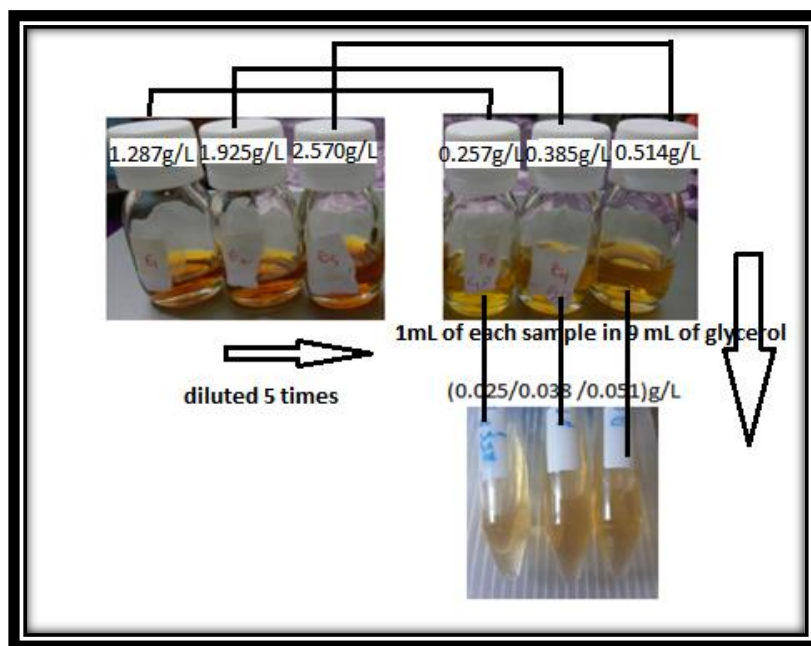 1.287g/L 1.925g/L 2.570g/L
0.257g/L 0.385g/L 0.514g/L
1mL of each sample in 9 mL of glycerol
diluted 5 times
(0.025/0.038 /0.051)g/L